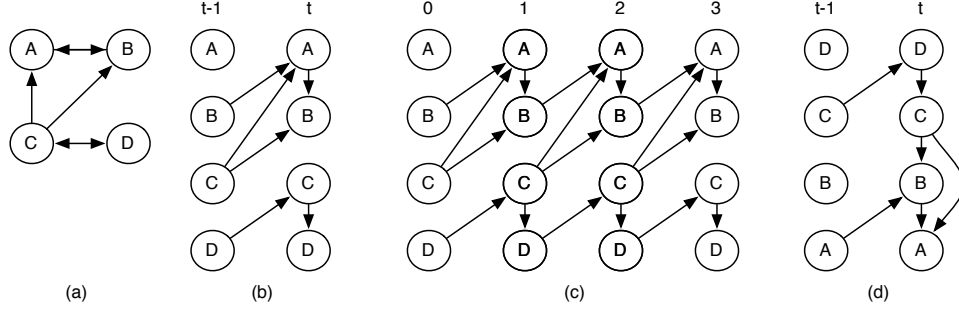 t-1 t 0 1 2 3 t-1 t
A B A A A A A A D D
B B B B B B C C
C D C C C C C C B B
D D D D D D A A
(a) (b) (c) (d)